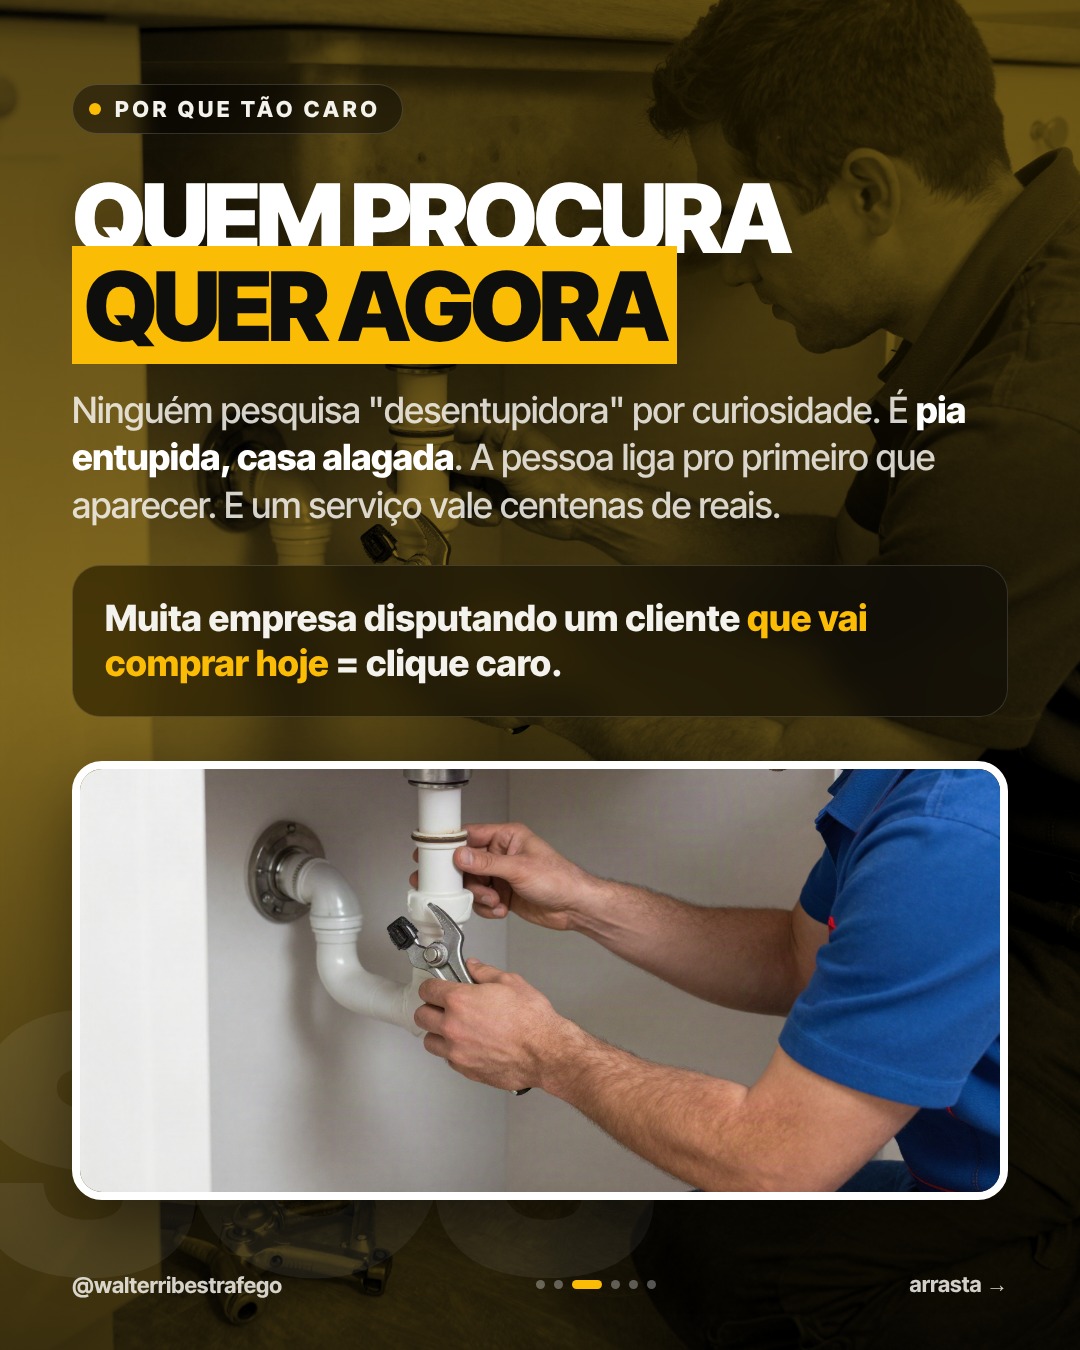 POR QUE TÃO CARO
QUEM PROCURA
QUER AGORA
Ninguém pesquisa "desentupidora" por curiosidade. É pia
entupida, casa alagada. A pessoa liga pro primeiro que
aparecer. E um serviço vale centenas de reais.
Muita empresa disputando um cliente que vai
comprar hoje = clique caro.
@walterribestrafego
arrasta →